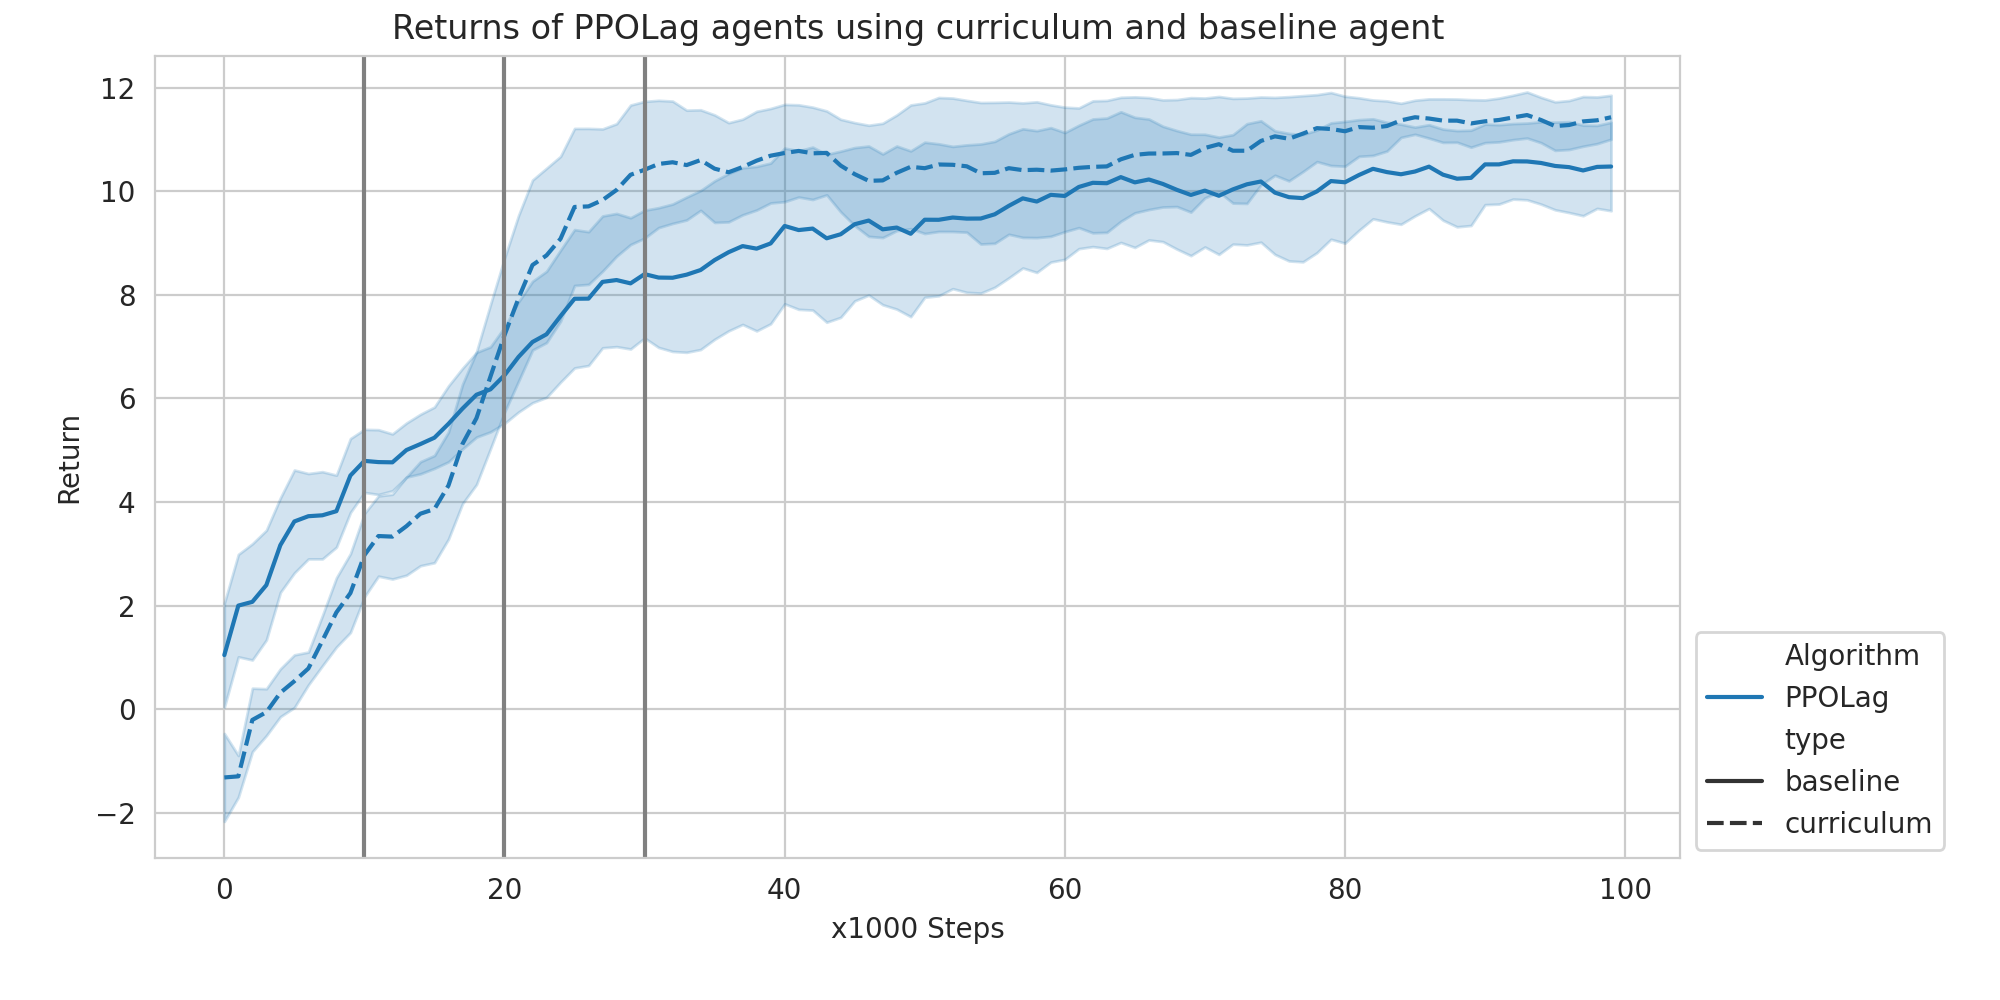 Returns of PPOLag agents using curriculum and baseline agent
12
10
8
6
4
2
0
−2
Return
0 20 40 60 80 100
x1000 Steps
Algorithm
PPOLag
type
baseline
curriculum